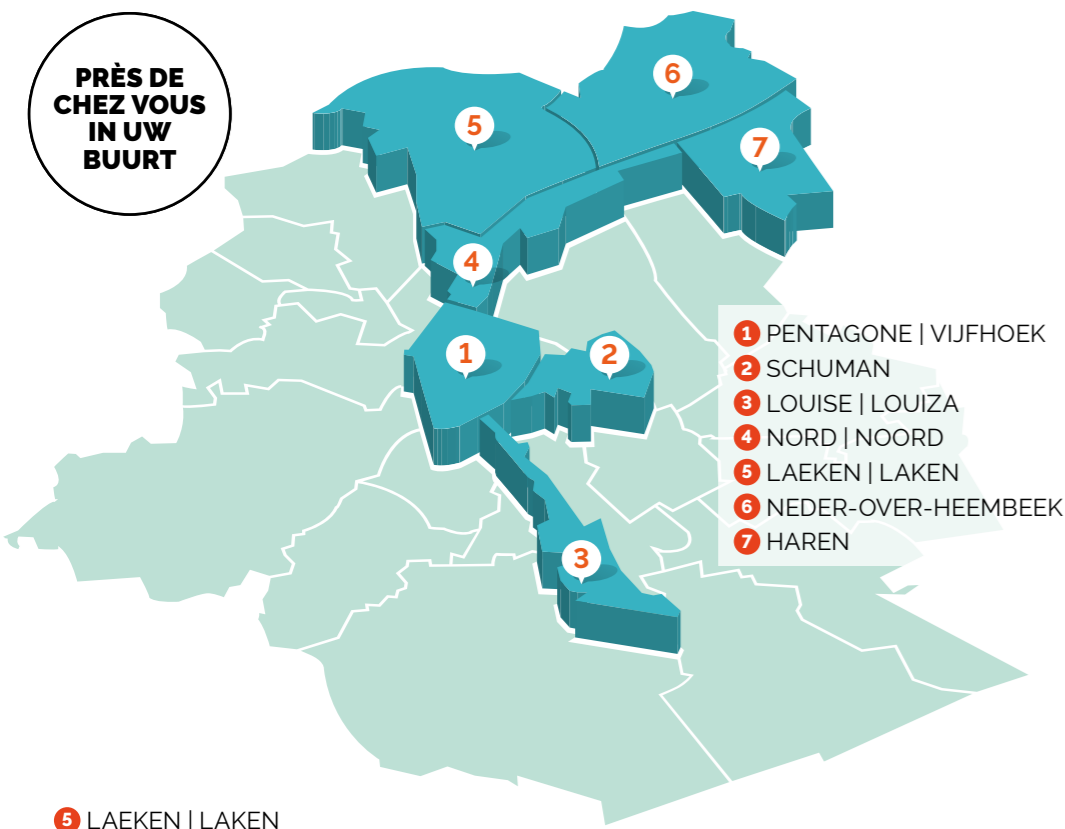 PRÈS DE
CHEZ VOUS
IN UW
BUURT
6
5
7
4
1
2
3
1 PENTAGONE | VIJFHOEK
2 SCHUMAN
3 LOUISE | LOUIZA
4 NORD | NOORD
5 LAEKEN | LAKEN
6 NEDER-OVER-HEEMBEEK
7 HAREN
5 LAEKEN | LAKEN